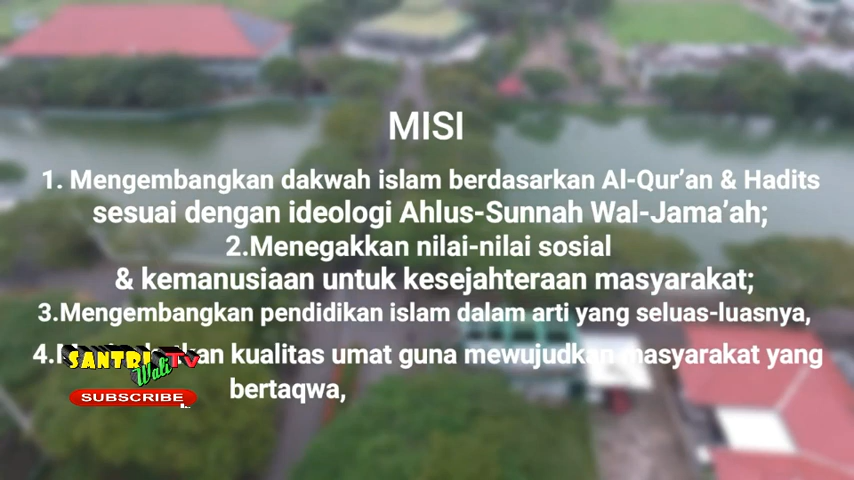 MISI
1. Mengembangkan dakwah islam berdasarkan Al-Qur’an & Hadits
sesuai dengan ideologi Ahlus-Sunnah Wal-Jama’ah;
2.Menegakkan nilai-nilai sosial
& kemanusiaan untuk kesejahteraan masyarakat;
3.Mengembangkan pendidikan islam dalam arti yang seluas-luasnya,
4. kualitas umat guna mewujudkan masyarakat yang
bertaqwa,
SANTRI TV
Wali
SUBSCRIBE